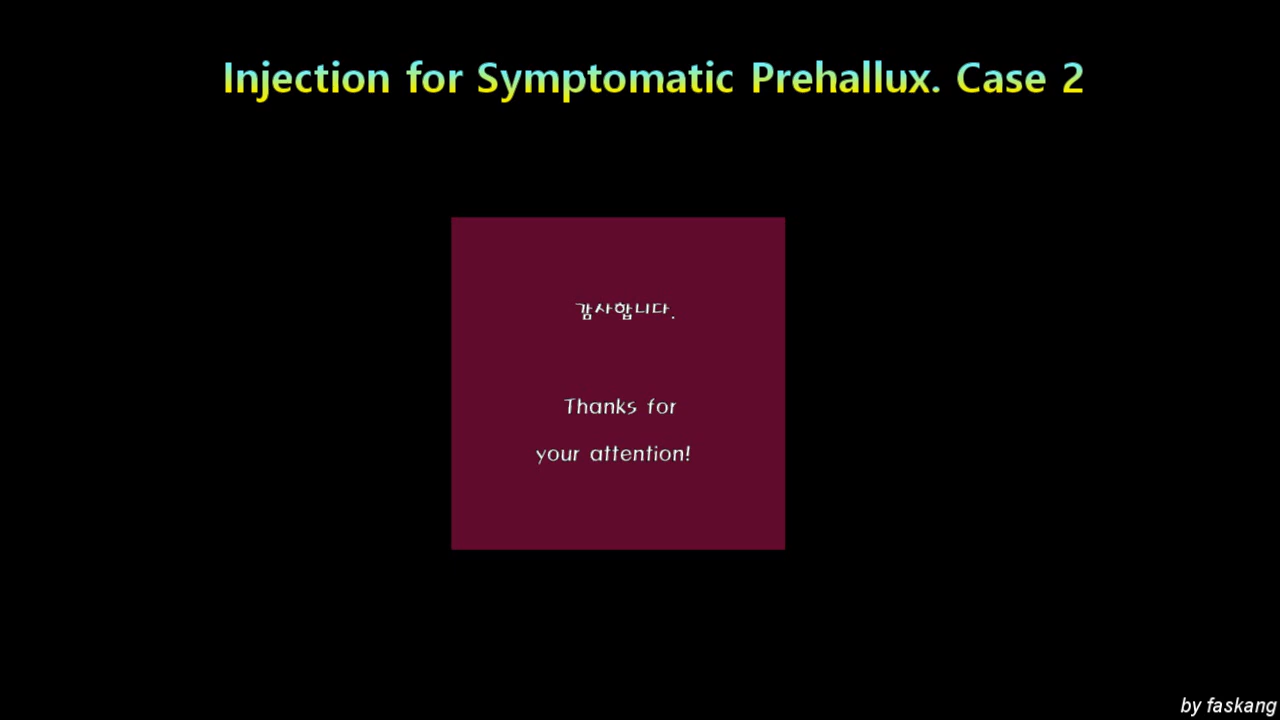 Injection for Symptomatic Prehallux. Case 2
감사합니다.
Thanks for
your attention!
by faskang